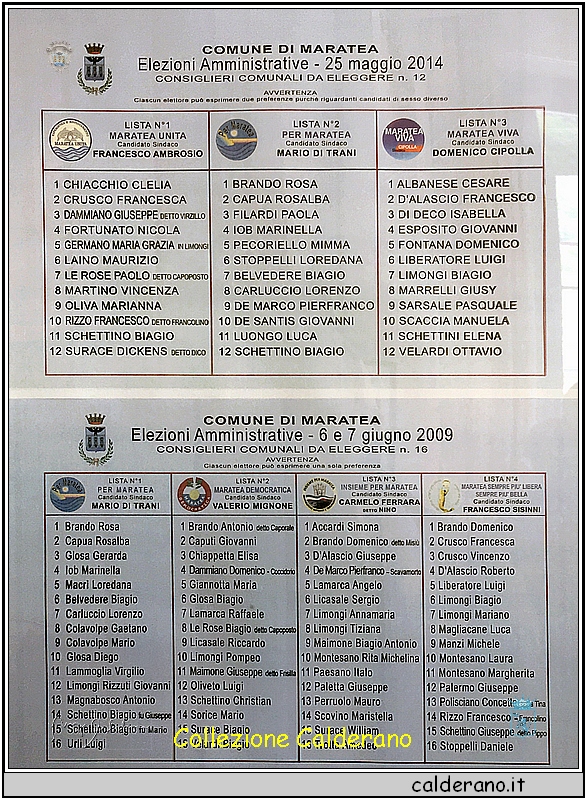 COMUNE DI MARATEA
Elezioni Amministrative - 25 maggio 2014
CONSIGLIERI COMUNALI DA ELEGGERE n. 12
AVVERTENZA
Ciascun elettore può esprimere due preferenze purchè riguardanti candidati di sesso diverso
LISTA N°1
MARATEA UNITA
Candidato Sindaco
FRANCESCO AMBROSIO
1 CHIACCHIO CLELIA
2 CRUSCO FRANCESCA
3 DAMMIANO GIUSEPPE DETTO VIRZILLO
4 FORTUNATO NICOLA
5 GERMANO MARIA GRAZIA IN LIMONGI
6 LAINO MAURIZIO
7 LE ROSE PAOLO DETTO CAPOPOSTO
8 MARTINO VINCENZA
9 OLIVA MARIANNA
10 RIZZO FRANCESCO DETTO FRANCOLINO
11 SCHETTINO BIAGIO
12 SURACE DICKENS DETTO DICO
LISTA N°2
PER MARATEA
Candidato Sindaco
MARIO DI TRANI
1 BRANDO ROSA
2 CAPUA ROSALBA
3 FILARDI PAOLA
4 IOB MARINELLA
5 PECORIELLO MIMMA
6 STOPPELLI LOREDANA
7 BELVEDERE BIAGIO
8 CARLUCCIO LORENZO
9 DE MARCO PIERFRANCO
10 DE SANTIS GIOVANNI
11 LUONGO LUCA
12 SCHETTINO BIAGIO
MARATEA
VIVA
CIPOLLA
LISTA N°3
MARATEA VIVA
Candidato Sindaco
DOMENICO CIPOLLA
1 ALBANESE CESARE
2 D'ALASCIO FRANCESCO
3 DI DECO ISABELLA
4 ESPOSITO GIOVANNI
5 FONTANA DOMENICO
6 LIBERATORE LUIGI
7 LIMONGI BIAGIO
8 MARRELLI GIUSY
9 SARSALE PASQUALE
10 SCACCIA MANUELA
11 SCHETTINI ELENA
12 VELARDI OTTAVIO
COMUNE DI MARATEA
Elezioni Amministrative - 6 e 7 giugno 2009
CONSIGLIERI COMUNALI DA ELEGGERE n. 16
AVVERTENZA
Ciascun elettore può esprimere una sola preferenza
LISTA N°1
PER MARATEA
Candidato Sindaco
MARIO DI TRANI
1 Brando Rosa
2 Capua Rosalba
3 Glosa Gerarda
4 Iob Marinella
5 Macrì Loredana
6 Belvedere Biagio
7 Carluccio Lorenzo
8 Colavolpe Gaetano
9 Colavolpe Mario
10 Glosa Diego
11 Lammoglia Virgilio
12 Limongi Rizzuti Giovanni
13 Magnabosco Antonio
14 Schettino Biagio fu Giuseppe
15 Schettino Biagio fu Mario
16 Urli Luigi
LISTA N°2
MARATEA DEMOCRATICA
Candidato Sindaco
VALERIO MIGNONE
1 Brando Antonio detto Caporale
2 Caputi Giovanni
3 Chiappetta Elisa
4 Dammiano Domenico - Cocodorio
5 Giannotta Maria
6 Glosa Biagio
7 Lamarca Raffaele
8 Le Rose Biagio detto Capoposto
9 Licasale Riccardo
10 Limongi Pompeo
11 Maimone Giuseppe detto Frisilla
12 Oliveto Luigi
13 Schettino Christian
14 Sorice Mario
15 Surace Biagio
LISTA N°3
INSIEME PER MARATEA
Candidato Sindaco
CARMELO FERRARA
DETTO NINO
1 Accardi Simona
2 Brando Domenico detto Misiù
3 D'Alascio Giuseppe
4 De Marco Pierfranco - Scavamorto
5 Lamarca Angelo
6 Licasale Sergio
7 Limongi Annamaria
8 Limongi Tiziana
9 Maimone Biagio Antonio
10 Montesano Rita Michelina
11 Paesano Italo
12 Paletta Giuseppe
13 Perruolo Mauro
14 Scovino Maristella
15 Surace William
LISTA N°4
MARATEA SEMPRE PIU' LIBERA
SEMPRE PIU' BELLA
Candidato Sindaco
FRANCESCO SISINNI
1 Brando Domenico
2 Crusco Francesca
3 Crusco Vincenzo
4 D'Alascio Roberto
5 Liberatore Luigi
6 Limongi Biagio
7 Limongi Mariano
8 Magliacane Luca
9 Manzi Michele
10 Montesano Laura
11 Montesano Margherita
12 Palermo Giuseppe
13 Polisciano Tina
14 Rizzo Francesco Francolino
15 Schettino Giuseppe detto Pippo
16 Stoppelli Daniele
Collezione Calderano
calderano.it